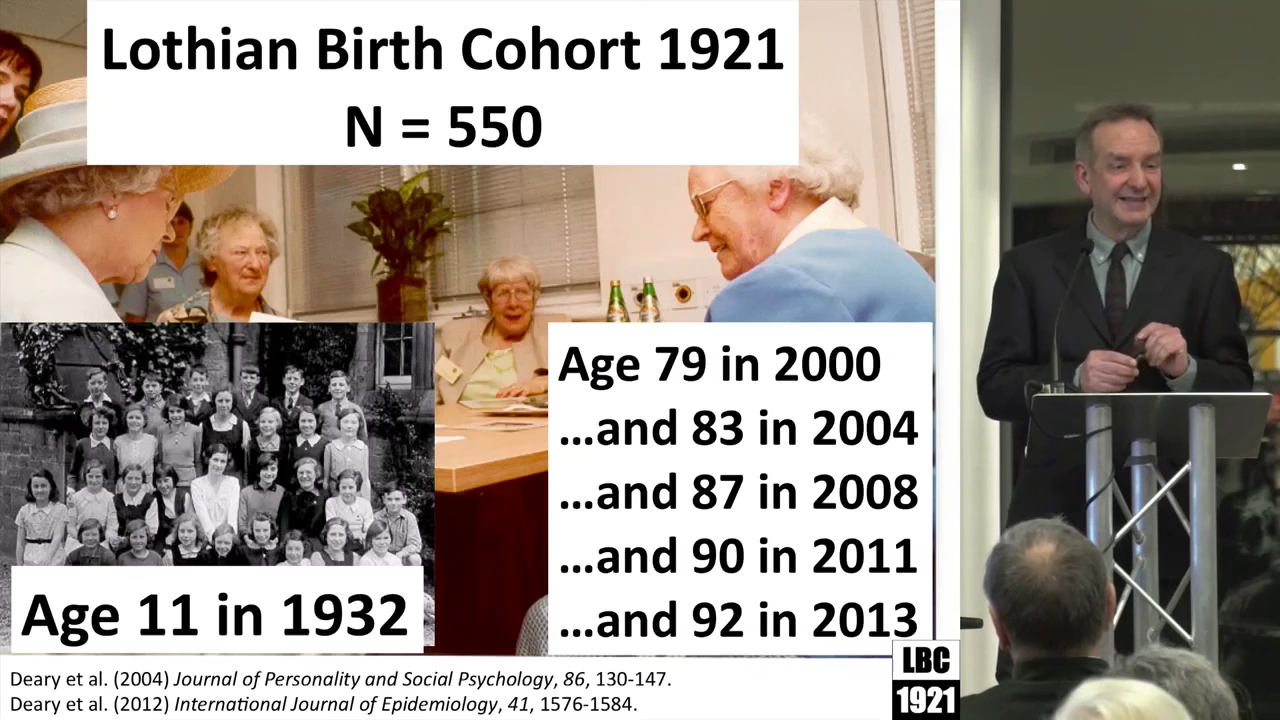 Lothian Birth Cohort 1921
N = 550
Age 79 in 2000
...and 83 in 2004
...and 87 in 2008
...and 90 in 2011
...and 92 in 2013
Age 11 in 1932
Deary et al. (2004) Journal of Personality and Social Psychology, 86, 130-147.
Deary et al. (2012) International Journal of Epidemiology, 41, 1576-1584.
LBC
1921